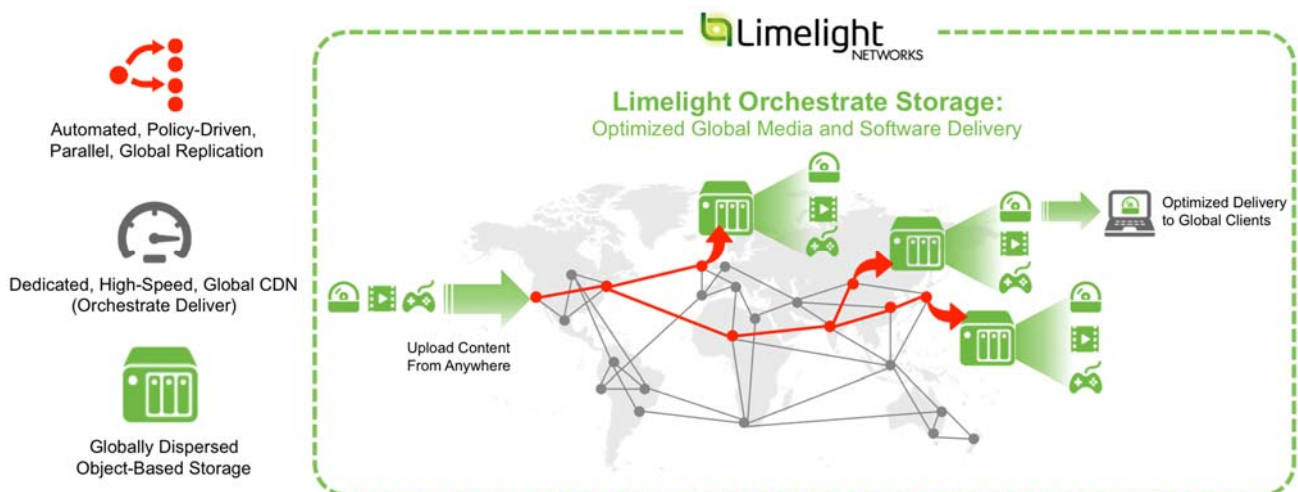 Limelight
NETWORKS
Automated, Policy-Driven,
Parallel, Global Replication
Dedicated, High-Speed, Global CDN
(Orchestrate Deliver)
Globally Dispersed
Object-Based Storage
Limelight Orchestrate Storage:
Optimized Global Media and Software Delivery
Upload Content
From Anywhere
Optimized Delivery
to Global Clients